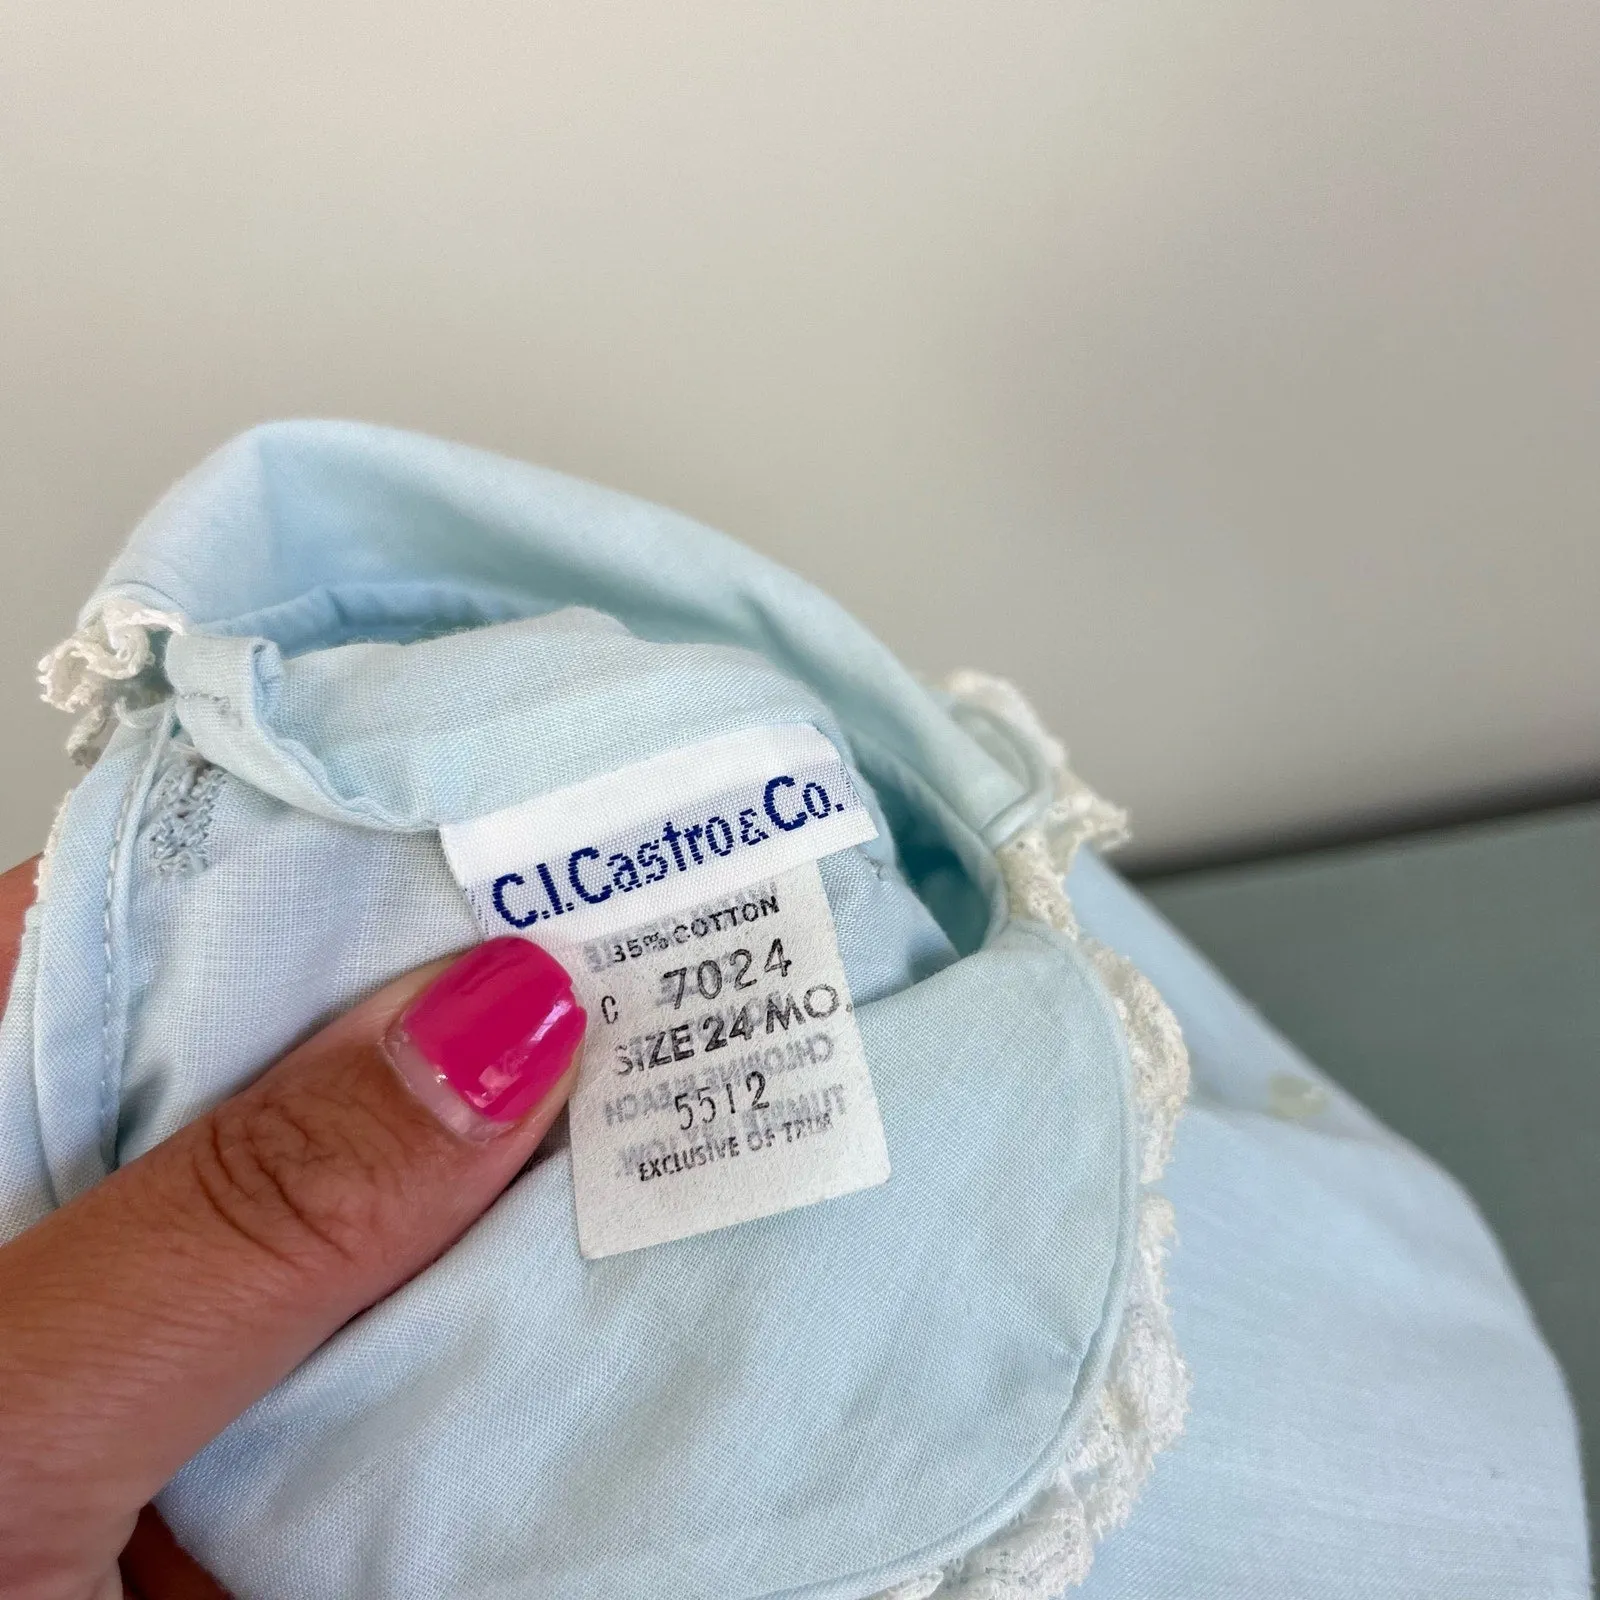 C.I.Castro & Co.
35% COTTON
C 7024
SIZE 24 MO.
5512
EXCLUSIVE OF TRIM